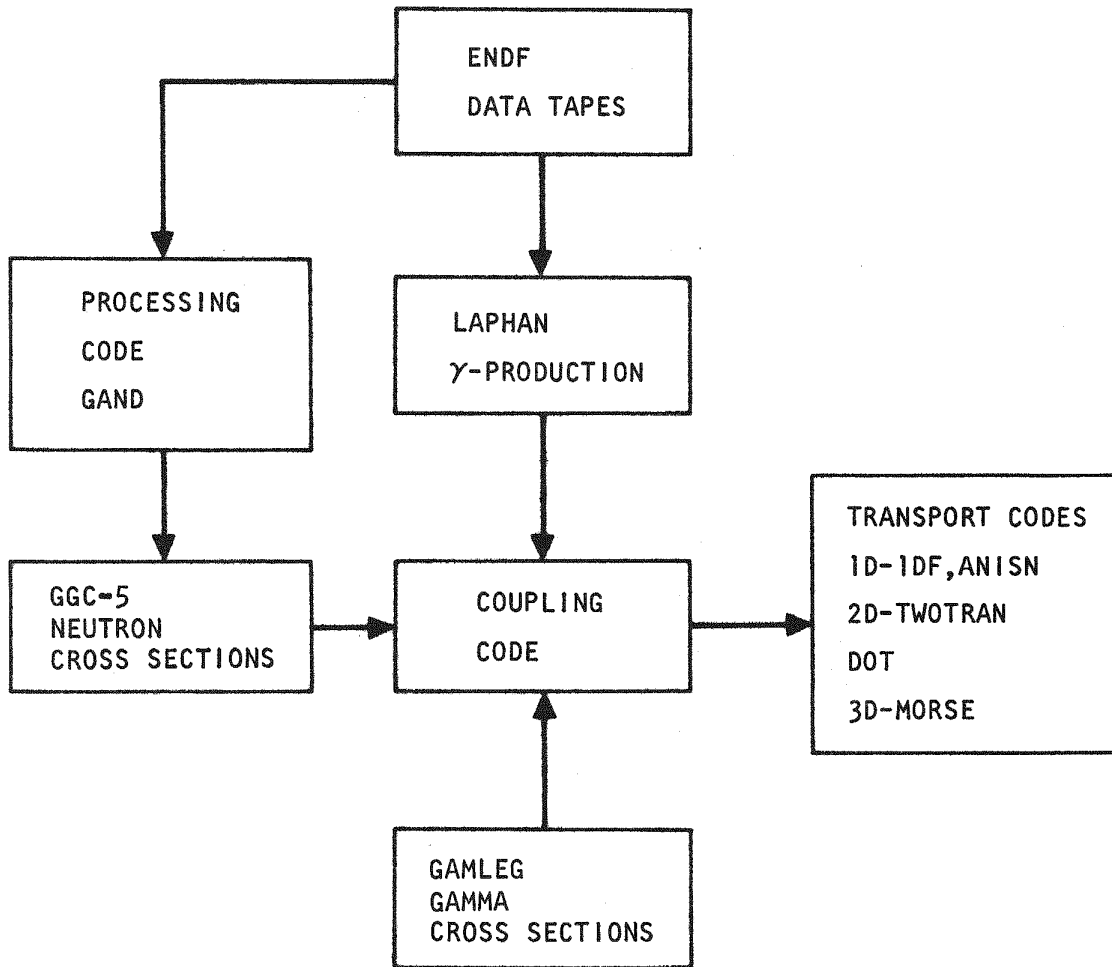 ENDF
DATA TAPES
PROCESSING
CODE
GAND
LAPHAN
γ-PRODUCTION
GGC-5
NEUTRON
CROSS SECTIONS
COUPLING
CODE
TRANSPORT CODES
1D-1DF,ANISN
2D-TWOTRAN
DOT
3D-MORSE
GAMLEG
GAMMA
CROSS SECTIONS